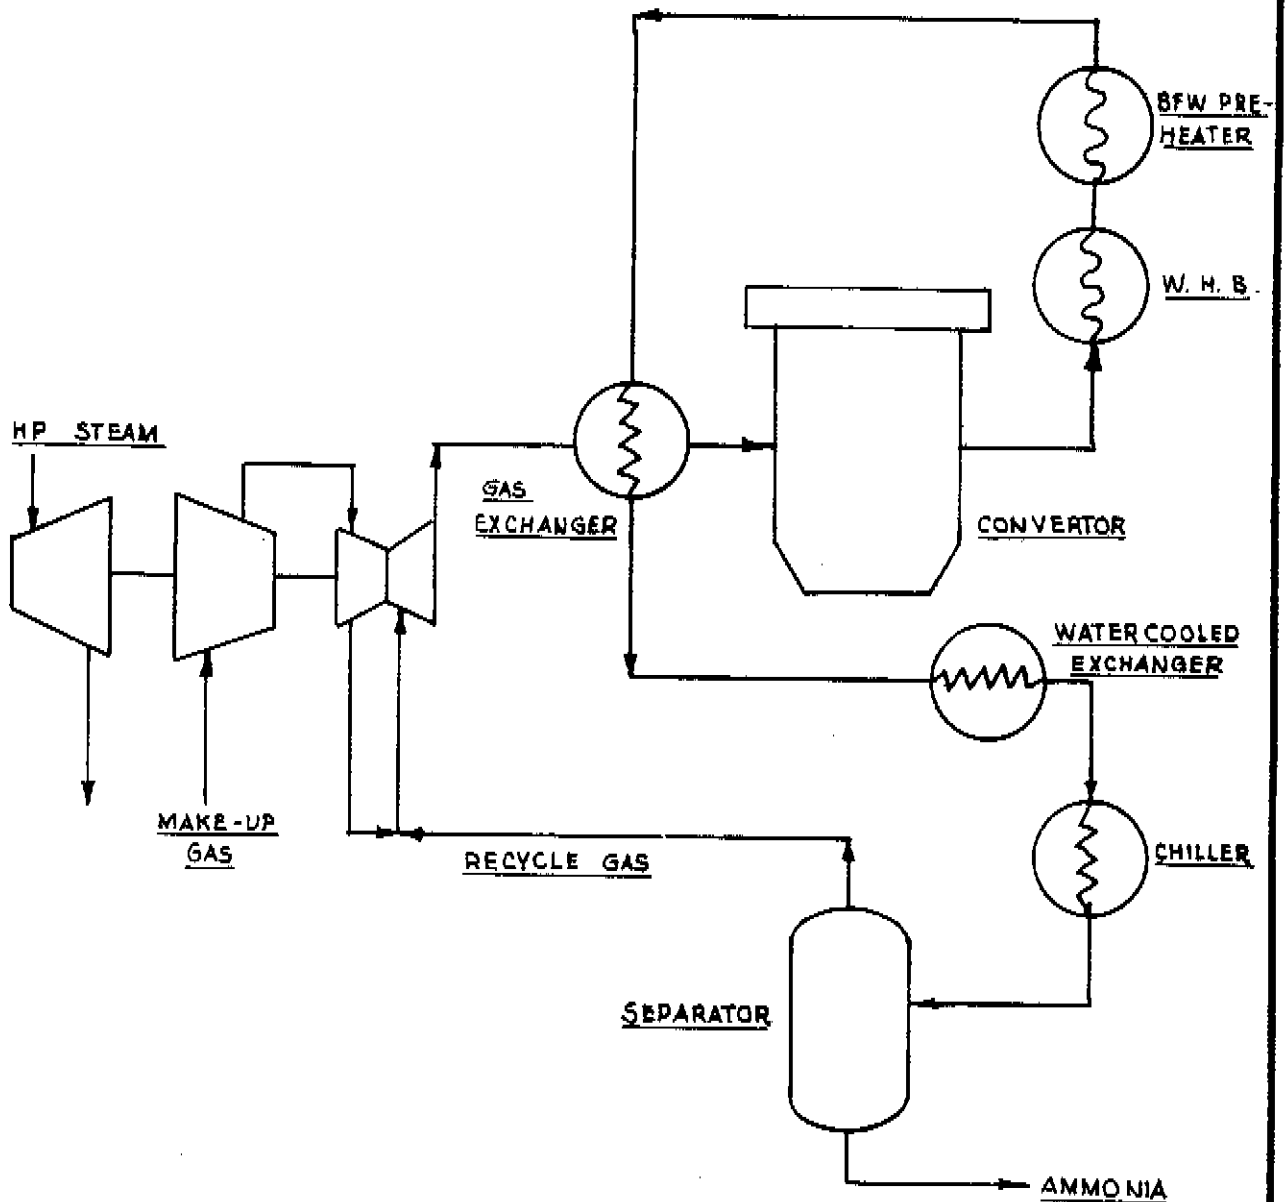 BFW PRE-
HEATER
W. H. B.
HP STEAM
GAS
EXCHANGER
CONVERTOR
WATER COOLED
EXCHANGER
MAKE-UP
GAS
RECYCLE GAS
CHILLER
SEPARATOR
AMMONIA